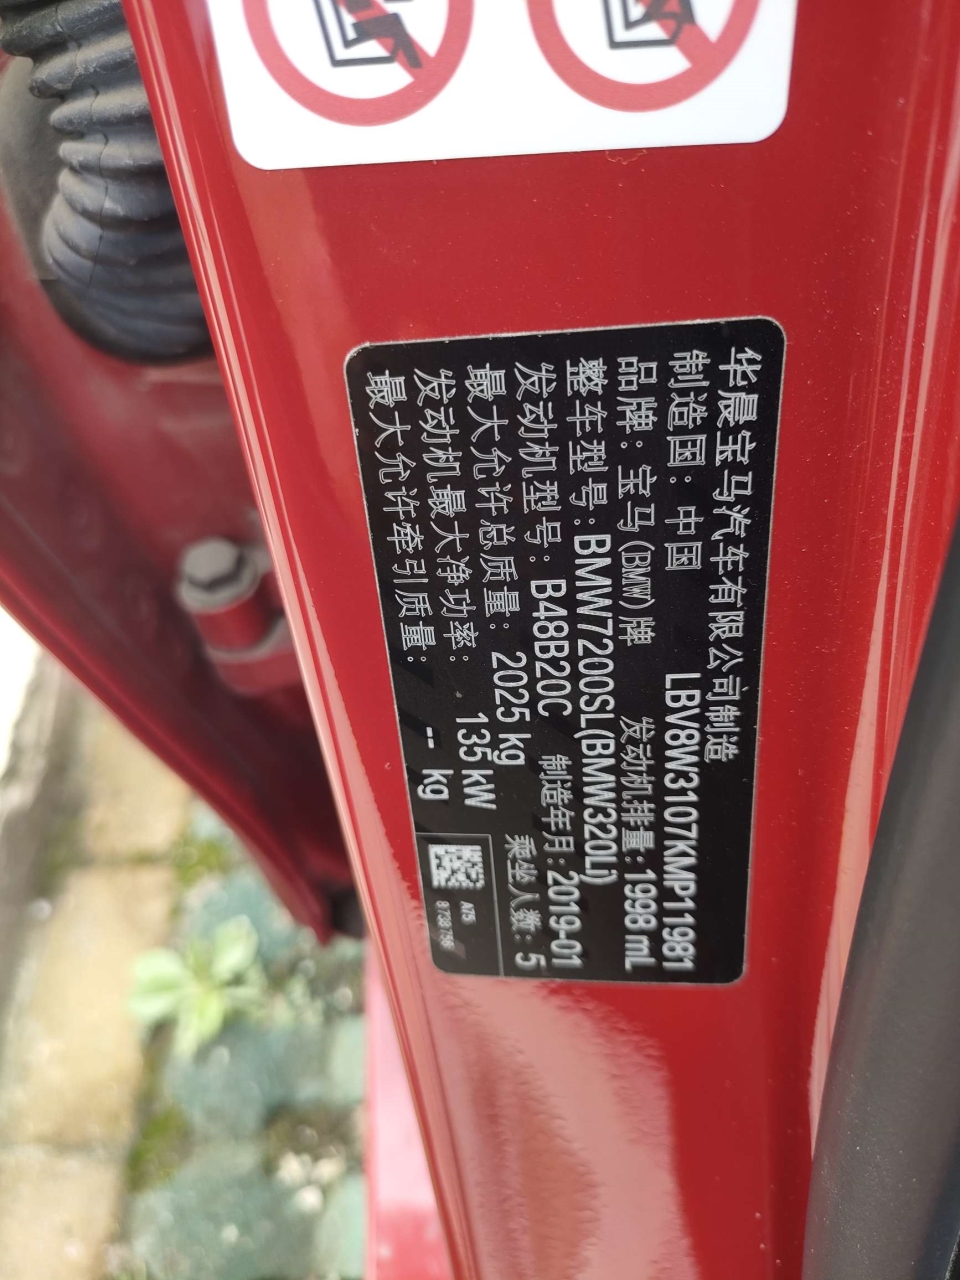 华晨宝马汽车有限公司制造
制造国：中国 LBV8W3107KMP11981
品牌：宝马(BMW)牌 发动机排量：1998 mL
整车型号：BMW7200SL(BMW320Li)
发动机型号：B48B20C 制造年月：2019-01
最大允许总质量：2025 kg 乘坐人数：5
发动机最大净功率：135 kW
最大允许牵引质量：-- kg
A075
8 738 756